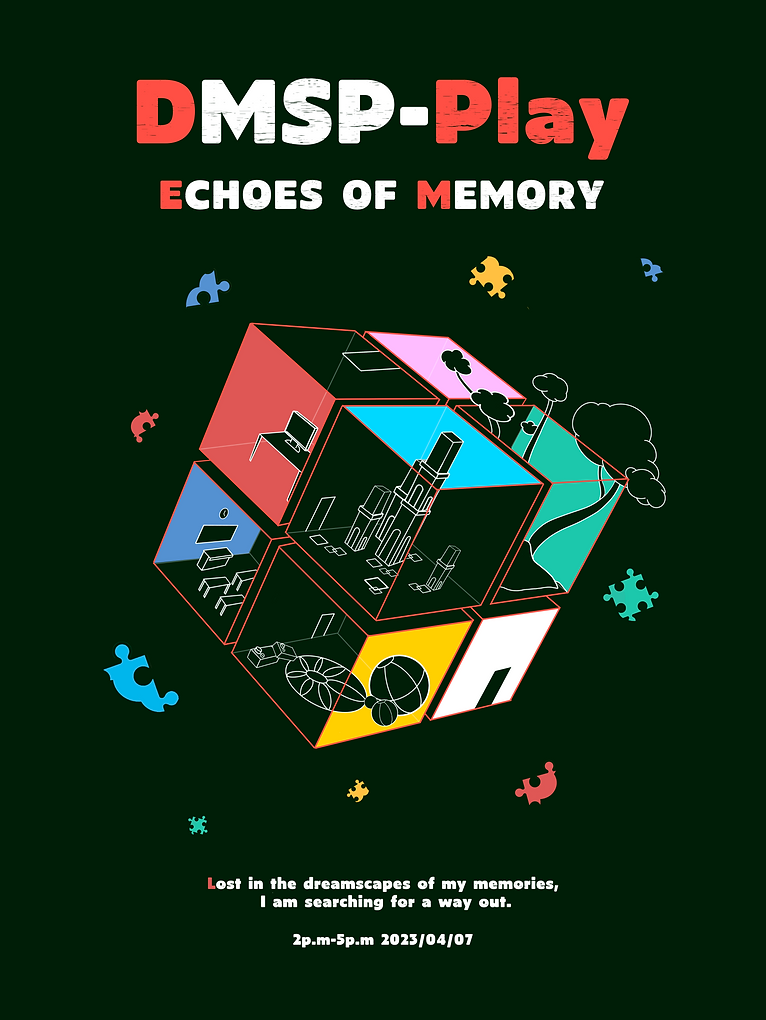 DMSP-Play
ECHOES OF MEMORY
Lost in the dreamscapes of my memories,
I am searching for a way out.
2p.m-5p.m 2023/04/07